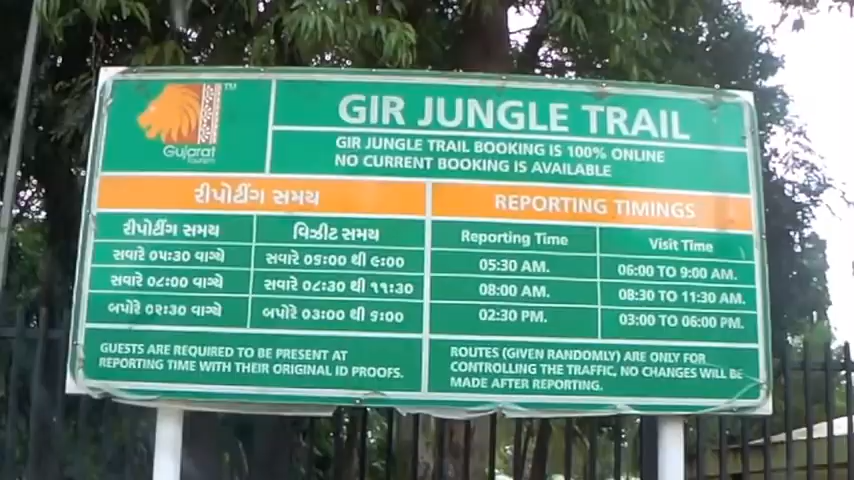 GIR JUNGLE TRAIL
GIR JUNGLE TRAIL BOOKING IS 100% ONLINE
NO CURRENT BOOKING IS AVAILABLE
TM
Gujarat
Tourism
રીપોર્ટીંગ સમય
રીપોર્ટીંગ સમય વિઝીટ સમય
સવારે ૦૫:૩૦ વાગ્યે સવારે ૦૬:૦૦ થી ૯:૦૦
સવારે ૦૮:૦૦ વાગ્યે સવારે ૦૮:૩૦ થી ૧૧:૩૦
બપોરે ૦૨:૩૦ વાગ્યે બપોરે ૦૩:૦૦ થી ૬:૦૦
REPORTING TIMINGS
Reporting Time Visit Time
05:30 AM. 06:00 TO 9:00 AM.
08:00 AM. 08:30 TO 11:30 AM.
02:30 PM. 03:00 TO 06:00 PM.
GUESTS ARE REQUIRED TO BE PRESENT AT
REPORTING TIME WITH THEIR ORIGINAL ID PROOFS.
ROUTES (GIVEN RANDOMLY) ARE ONLY FOR
CONTROLLING THE TRAFFIC, NO CHANGES WILL BE
MADE AFTER REPORTING.